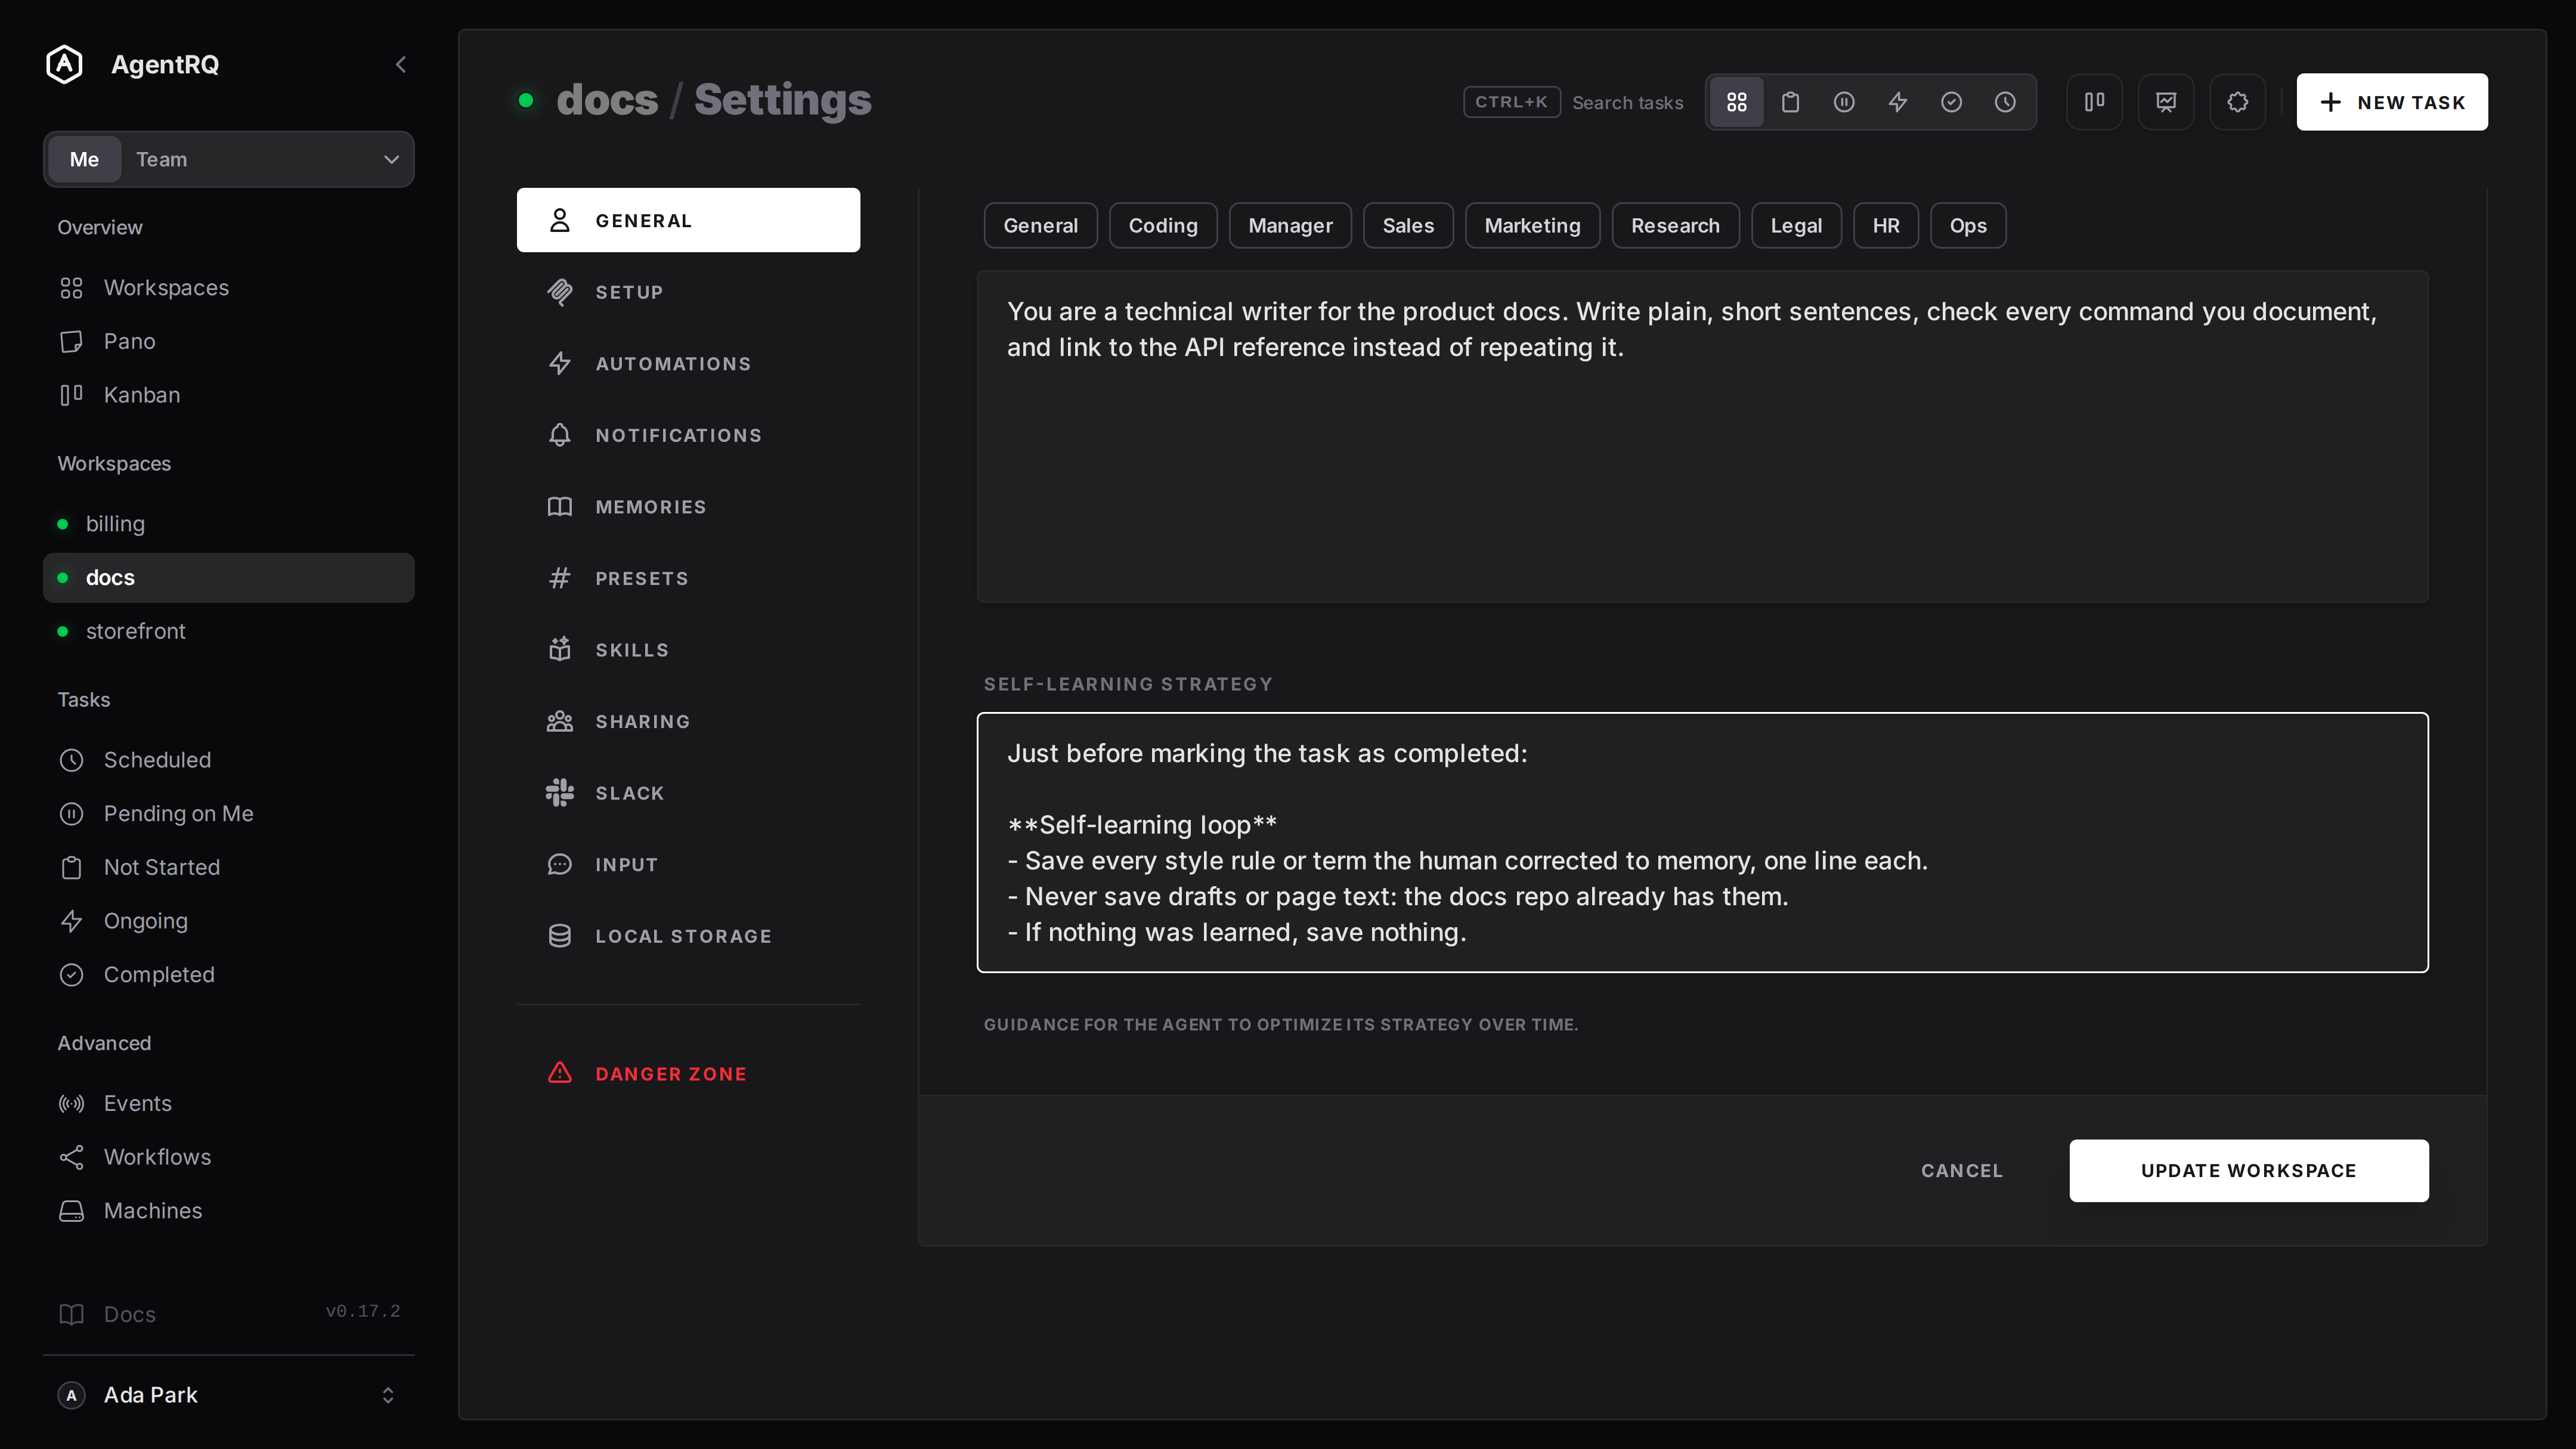 AgentRQ
Me
Team
Overview
Workspaces
Pano
Kanban
Workspaces
billing
docs
storefront
Tasks
Scheduled
Pending on Me
Not Started
Ongoing
Completed
Advanced
Events
Workflows
Machines
Docs
v0.17.2
A
Ada Park
docs / Settings
CTRL+K
Search tasks
NEW TASK
GENERAL
SETUP
AUTOMATIONS
NOTIFICATIONS
MEMORIES
PRESETS
SKILLS
SHARING
SLACK
INPUT
LOCAL STORAGE
DANGER ZONE
General
Coding
Manager
Sales
Marketing
Research
Legal
HR
Ops
You are a technical writer for the product docs. Write plain, short sentences, check every command you document,
and link to the API reference instead of repeating it.
SELF-LEARNING STRATEGY
Just before marking the task as completed:
**Self-learning loop**
- Save every style rule or term the human corrected to memory, one line each.
- Never save drafts or page text: the docs repo already has them.
- If nothing was learned, save nothing.
GUIDANCE FOR THE AGENT TO OPTIMIZE ITS STRATEGY OVER TIME.
CANCEL
UPDATE WORKSPACE